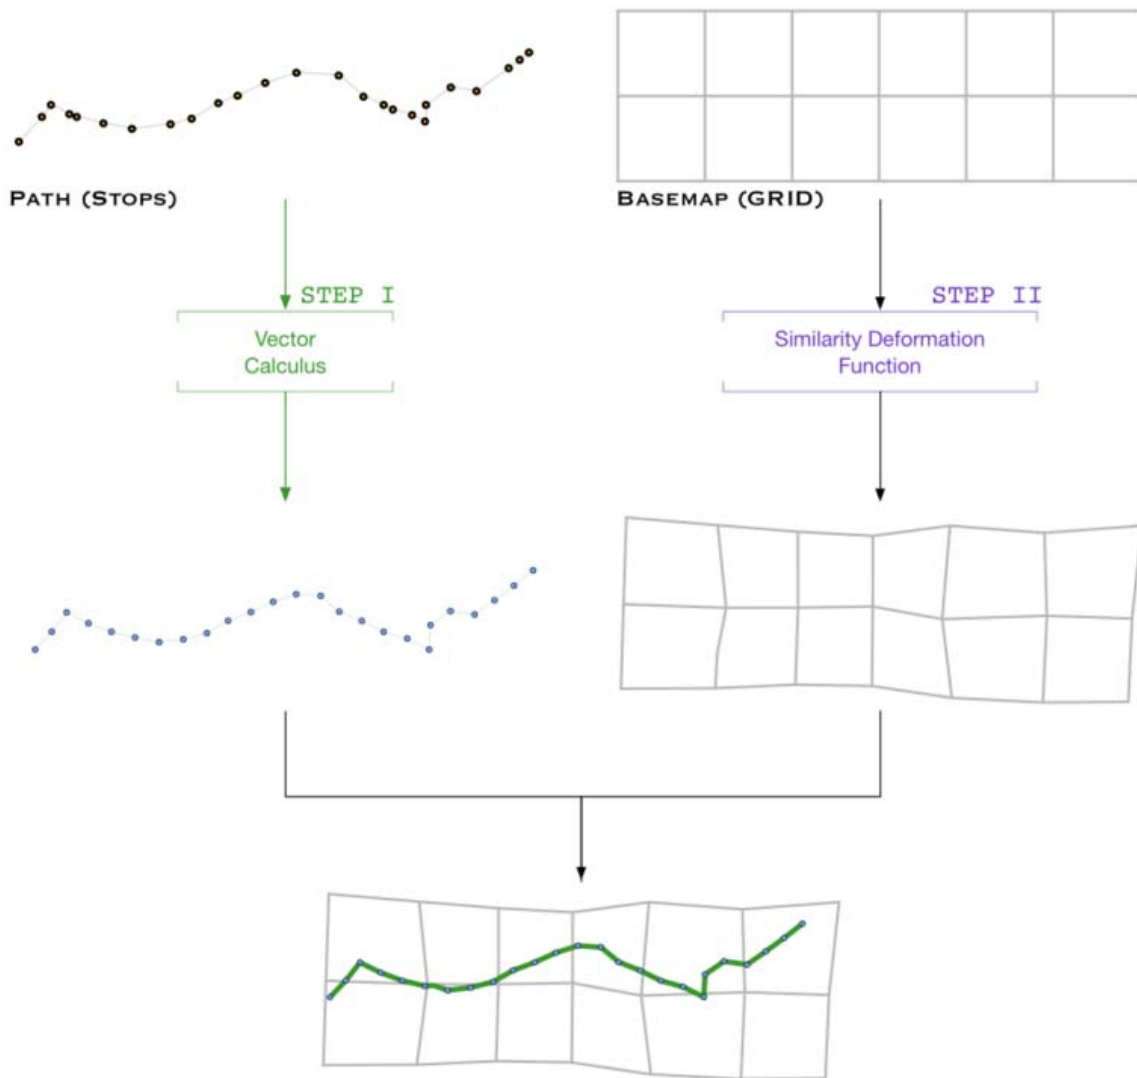 PATH (STOPS)
BASEMAP (GRID)
STEP I
Vector
Calculus
STEP II
Similarity Deformation
Function